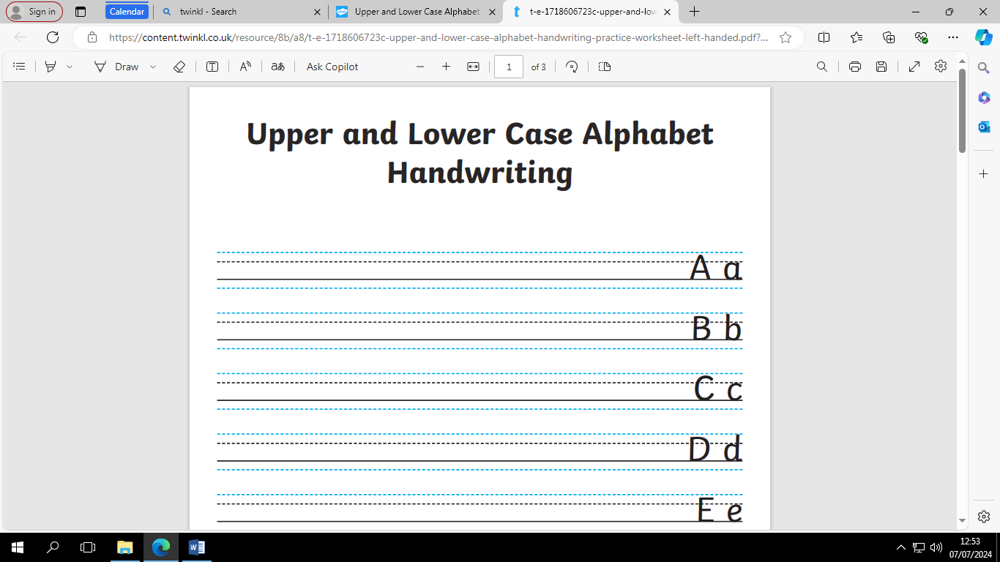 Sign in
Calendar
twinkl - Search
Upper and Lower Case Alphabet
t-e-1718606723c-upper-and-low
https://content.twinkl.co.uk/resource/8b/a8/t-e-1718606723c-upper-and-lower-case-alphabet-handwriting-practice-worksheet-left-handed.pdf?...
Draw
Ask Copilot
1
of 3
Upper and Lower Case Alphabet
Handwriting
A a
B b
C c
D d
E e
12:53
07/07/2024